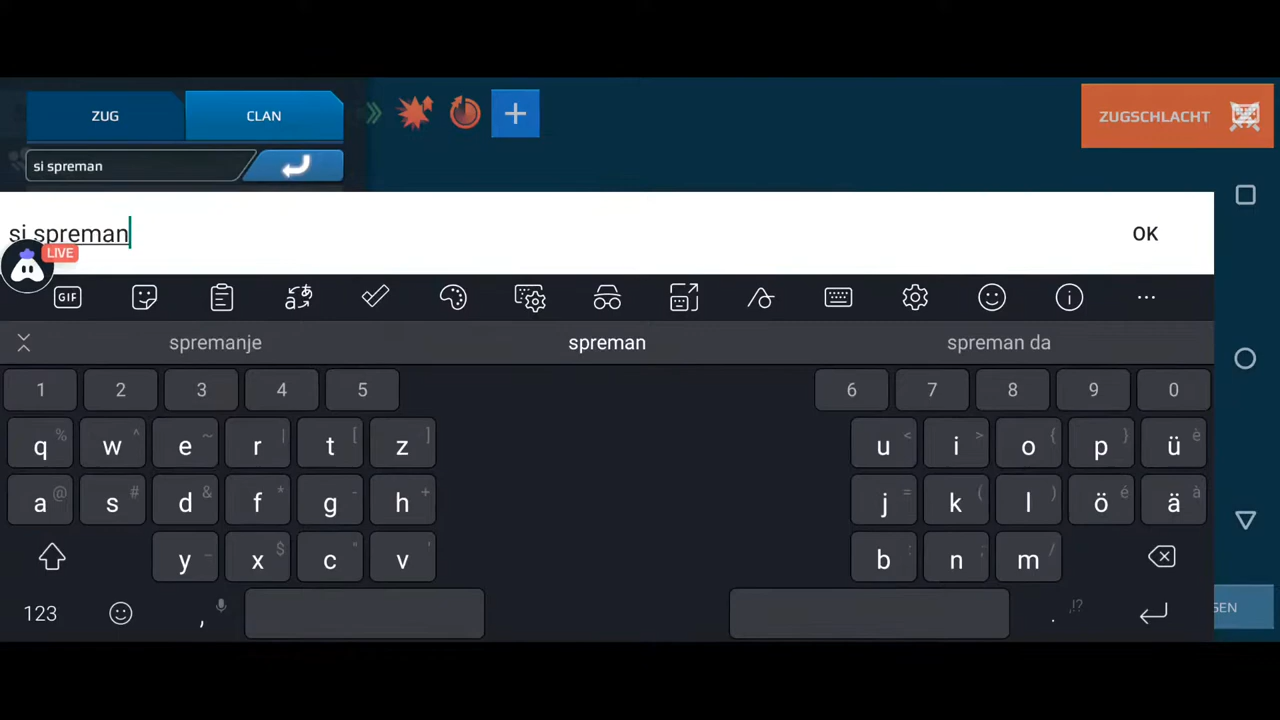 ZUG CLAN
ZUGSCHLACHT
si spreman
si spreman OK
LIVE
GIF
spremanje spreman spreman da
1 2 3 4 5 6 7 8 9 0
q % w ^ e ~ r | t [ z ] u < i > o { p } ü è
a @ s # d & f * g - h + j = k ( l ) ö é ä à
y _ x $ c " v ' b : n ; m /
123 , . ,!?
SEN